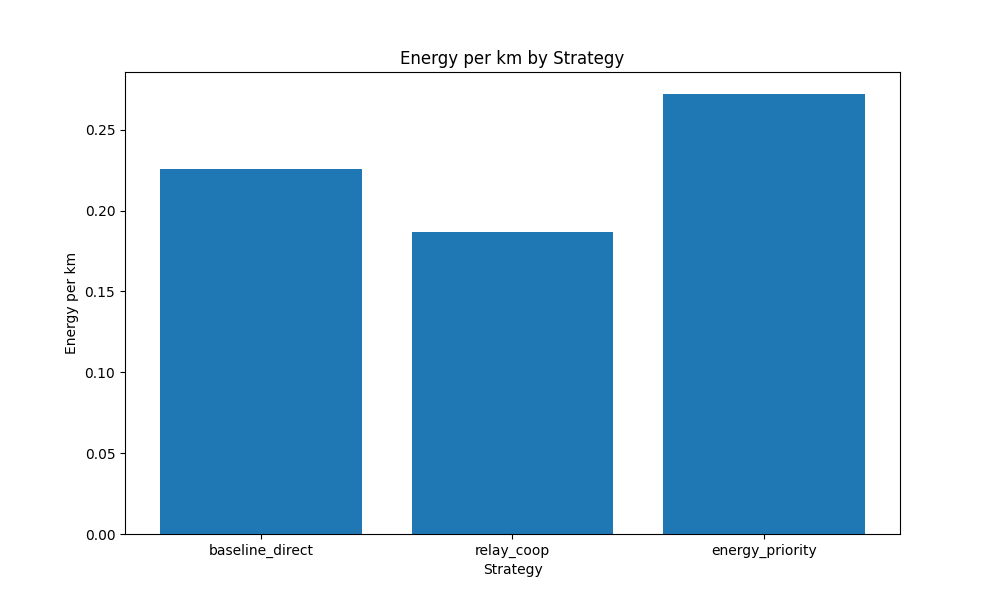 Energy per km by Strategy
Energy per km
0.25
0.20
0.15
0.10
0.05
0.00
baseline_direct relay_coop energy_priority
Strategy